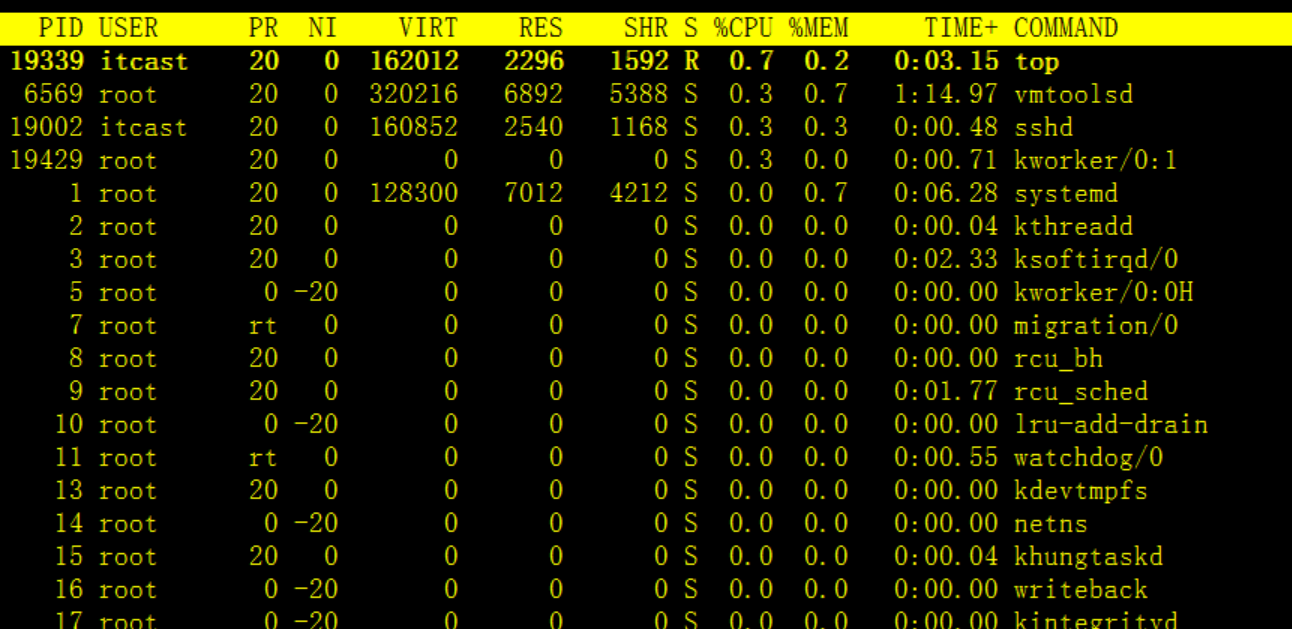 PID USER PR NI VIRT RES SHR S %CPU %MEM TIME+ COMMAND
19339 itcast 20 0 162012 2296 1592 R 0.7 0.2 0:03.15 top
6569 root 20 0 320216 6892 5388 S 0.3 0.7 1:14.97 vmtoolsd
19002 itcast 20 0 160852 2540 1168 S 0.3 0.3 0:00.48 sshd
19429 root 20 0 0 0 0 S 0.3 0.0 0:00.71 kworker/0:1
1 root 20 0 128300 7012 4212 S 0.0 0.7 0:06.28 systemd
2 root 20 0 0 0 0 S 0.0 0.0 0:00.04 kthreadd
3 root 20 0 0 0 0 S 0.0 0.0 0:02.33 ksoftirqd/0
5 root 0 -20 0 0 0 S 0.0 0.0 0:00.00 kworker/0:0H
7 root rt 0 0 0 0 S 0.0 0.0 0:00.00 migration/0
8 root 20 0 0 0 0 S 0.0 0.0 0:00.00 rcu_bh
9 root 20 0 0 0 0 S 0.0 0.0 0:01.77 rcu_sched
10 root 0 -20 0 0 0 S 0.0 0.0 0:00.00 lru-add-drain
11 root rt 0 0 0 0 S 0.0 0.0 0:00.55 watchdog/0
13 root 20 0 0 0 0 S 0.0 0.0 0:00.00 kdevtmpfs
14 root 0 -20 0 0 0 S 0.0 0.0 0:00.00 netns
15 root 20 0 0 0 0 S 0.0 0.0 0:00.04 khungtaskd
16 root 0 -20 0 0 0 S 0.0 0.0 0:00.00 writeback
17 root 0 -20 0 0 0 S 0.0 0.0 0:00.00 kintegrityd